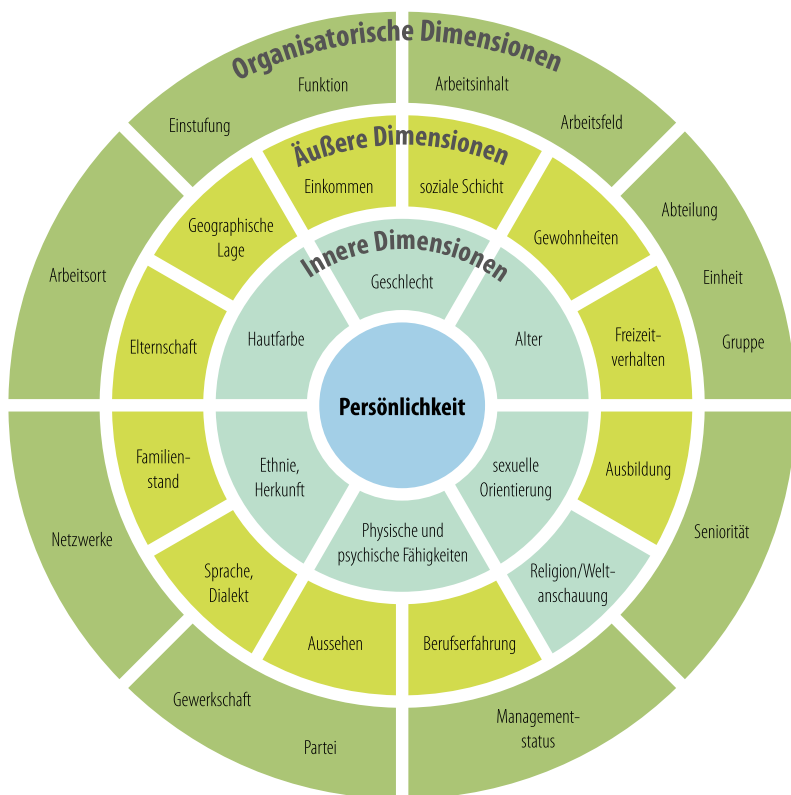 Organisatorische Dimensionen
Funktion
Arbeitsinhalt
Einstufung
Arbeitsfeld
Abteilung
Einheit
Gruppe
Arbeitsort
Seniorität
Netzwerke
Management-
status
Gewerkschaft
Partei
Äußere Dimensionen
Einkommen
soziale Schicht
Geographische
Lage
Gewohnheiten
Elternschaft
Freizeit-
verhalten
Familien-
stand
Ausbildung
Sprache,
Dialekt
Religion/Welt-
anschauung
Aussehen
Berufserfahrung
Innere Dimensionen
Geschlecht
Hautfarbe
Alter
Ethnie,
Herkunft
sexuelle
Orientierung
Physische und
psychische Fähigkeiten
Persönlichkeit